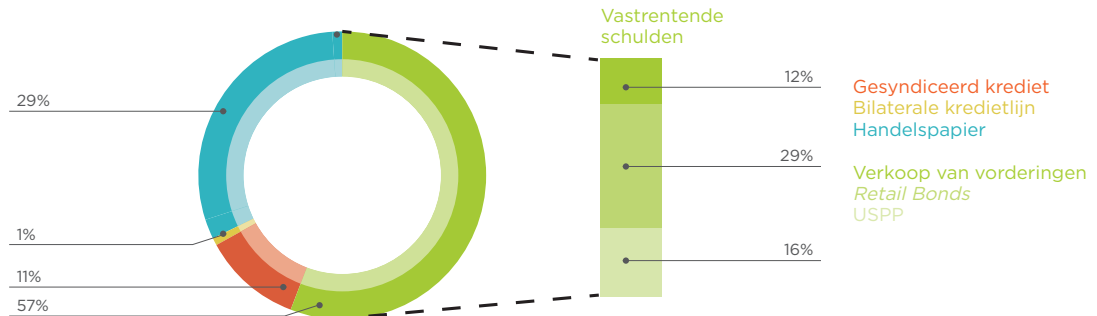 29%
1%
11%
57%
Vastrentende
schulden
12%
29%
16%
Gesyndiceerd krediet
Bilaterale kredietlijn
Handelspapier
Verkoop van vorderingen
Retail Bonds
USPP